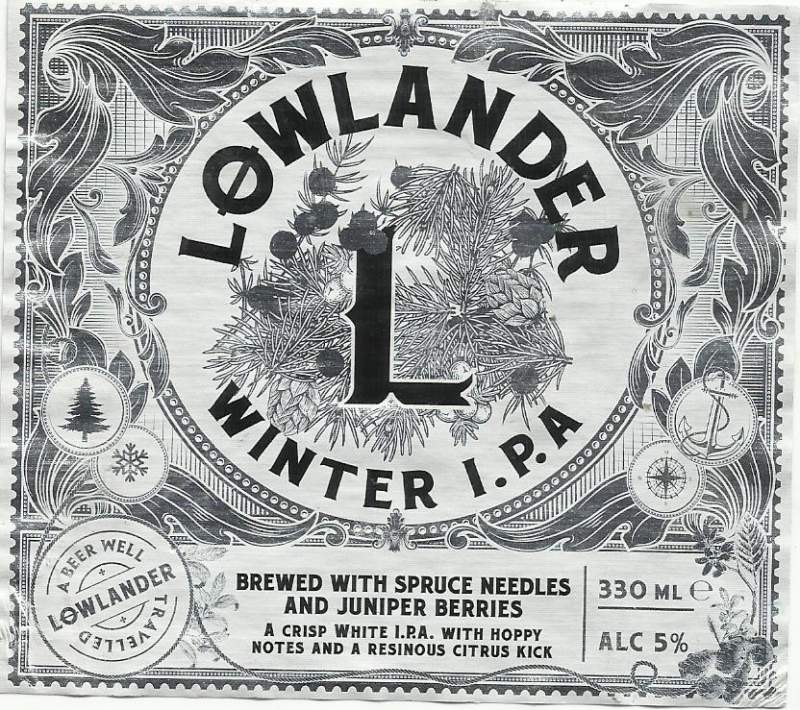 LØWLANDER
L
WINTER I.P.A
A BEER WELL
LØWLANDER
TRAVELLED
BREWED WITH SPRUCE NEEDLES
AND JUNIPER BERRIES
A CRISP WHITE I.P.A. WITH HOPPY
NOTES AND A RESINOUS CITRUS KICK
330 ML ℮
ALC 5%